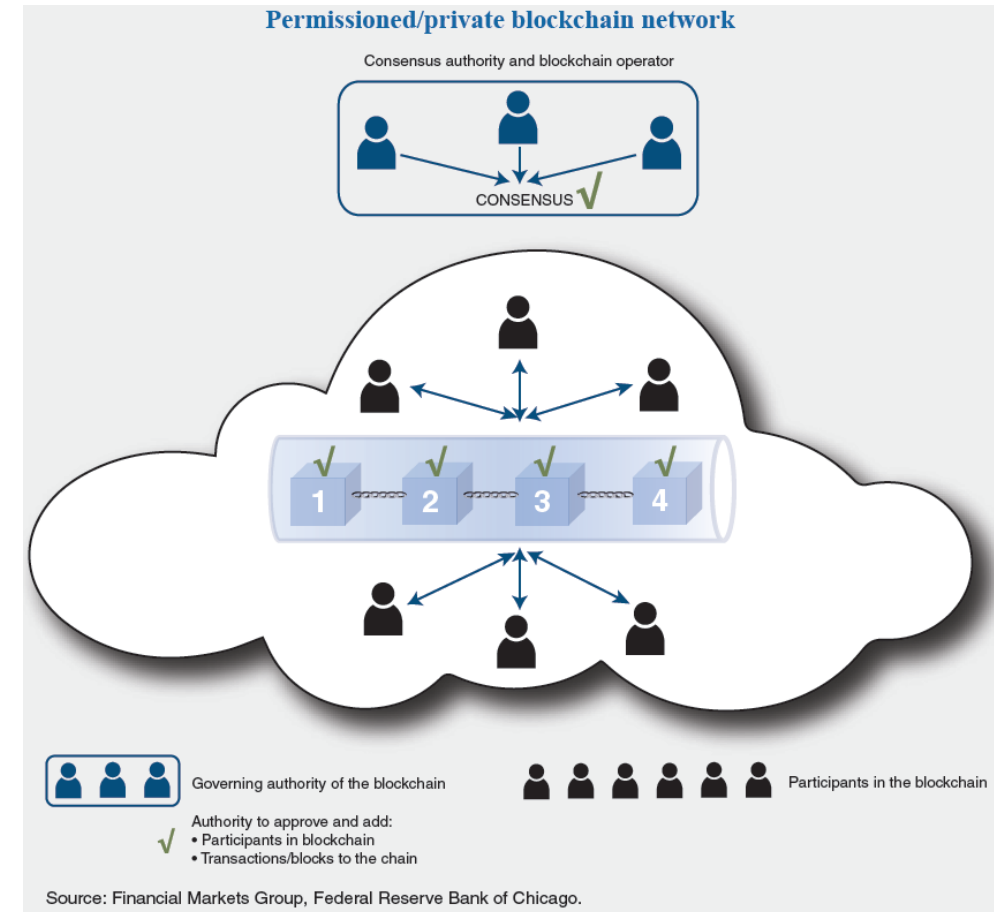 Permissioned/private blockchain network
Consensus authority and blockchain operator
CONSENSUS √
√ √ √ √
1 2 3 4
Governing authority of the blockchain
Participants in the blockchain
√ Authority to approve and add:
• Participants in blockchain
• Transactions/blocks to the chain
Source: Financial Markets Group, Federal Reserve Bank of Chicago.